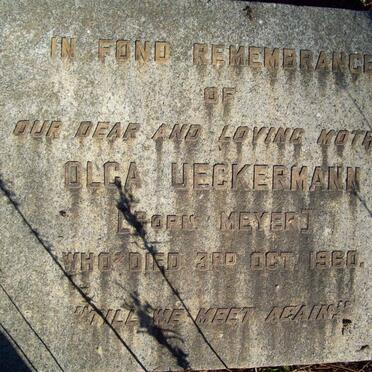 IN FOND REMEMBRANCE
OF
OUR DEAR AND LOVING MOTH
OLGA UECKERMANN
[BORN MEYER]
WHO DIED 3RD OCT. 1960.
"TILL WE MEET AGAIN."